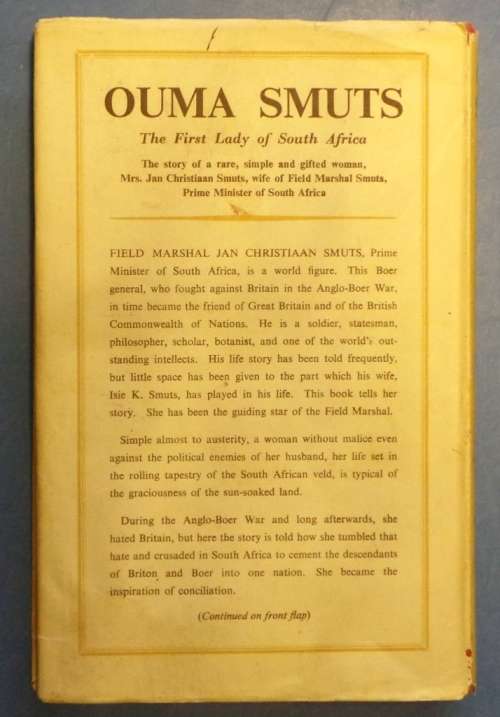 OUMA SMUTS
The First Lady of South Africa
The story of a rare, simple and gifted woman,
Mrs. Jan Christiaan Smuts, wife of Field Marshal Smuts,
Prime Minister of South Africa
FIELD MARSHAL JAN CHRISTIAAN SMUTS, Prime
Minister of South Africa, is a world figure. This Boer
general, who fought against Britain in the Anglo-Boer War,
in time became the friend of Great Britain and of the British
Commonwealth of Nations. He is a soldier, statesman,
philosopher, scholar, botanist, and one of the world's out-
standing intellects. His life story has been told frequently,
but little space has been given to the part which his wife,
Isie K. Smuts, has played in his life. This book tells her
story. She has been the guiding star of the Field Marshal.
Simple almost to austerity, a woman without malice even
against the political enemies of her husband, her life set in
the rolling tapestry of the South African veld, is typical of
the graciousness of the sun-soaked land.
During the Anglo-Boer War and long afterwards, she
hated Britain, but here the story is told how she tumbled that
hate and crusaded in South Africa to cement the descendants
of Briton and Boer into one nation. She became the
inspiration of conciliation.
(Continued on front flap)